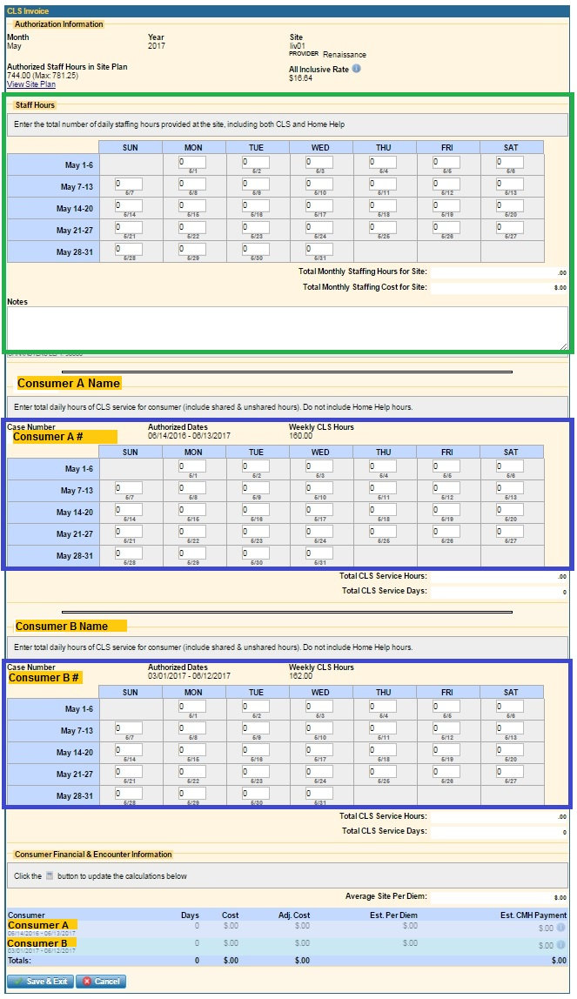 CLS Invoice
Authorization Information
Month Year Site
May 2017 liv01
PROVIDER Renaissance
Authorized Staff Hours in Site Plan All Inclusive Rate
744.00 (Max: 781.25) $16.64
View Site Plan
Staff Hours
Enter the total number of daily staffing hours provided at the site, including both CLS and Home Help
SUN MON TUE WED THU FRI SAT
May 1-6 0 0 0 0 0 0
5/1 5/2 5/3 5/4 5/5 5/6
May 7-13 0 0 0 0 0 0 0
5/7 5/8 5/9 5/10 5/11 5/12 5/13
May 14-20 0 0 0 0 0 0 0
5/14 5/15 5/16 5/17 5/18 5/19 5/20
May 21-27 0 0 0 0 0 0 0
5/21 5/22 5/23 5/24 5/25 5/26 5/27
May 28-31 0 0 0 0
5/28 5/29 5/30 5/31
Total Monthly Staffing Hours for Site: .00
Total Monthly Staffing Cost for Site: $.00
Notes
Consumer A Name
Enter total daily hours of CLS service for consumer (include shared & unshared hours). Do not include Home Help hours.
Case Number Authorized Dates Weekly CLS Hours
Consumer A # 06/14/2016 - 06/13/2017 160.00
SUN MON TUE WED THU FRI SAT
May 1-6 0 0 0 0 0 0
5/1 5/2 5/3 5/4 5/5 5/6
May 7-13 0 0 0 0 0 0 0
5/7 5/8 5/9 5/10 5/11 5/12 5/13
May 14-20 0 0 0 0 0 0 0
5/14 5/15 5/16 5/17 5/18 5/19 5/20
May 21-27 0 0 0 0 0 0 0
5/21 5/22 5/23 5/24 5/25 5/26 5/27
May 28-31 0 0 0 0
5/28 5/29 5/30 5/31
Total CLS Service Hours: .00
Total CLS Service Days: 0
Consumer B Name
Enter total daily hours of CLS service for consumer (include shared & unshared hours). Do not include Home Help hours.
Case Number Authorized Dates Weekly CLS Hours
Consumer B # 03/01/2017 - 06/12/2017 162.00
SUN MON TUE WED THU FRI SAT
May 1-6 0 0 0 0 0 0
5/1 5/2 5/3 5/4 5/5 5/6
May 7-13 0 0 0 0 0 0 0
5/7 5/8 5/9 5/10 5/11 5/12 5/13
May 14-20 0 0 0 0 0 0 0
5/14 5/15 5/16 5/17 5/18 5/19 5/20
May 21-27 0 0 0 0 0 0 0
5/21 5/22 5/23 5/24 5/25 5/26 5/27
May 28-31 0 0 0 0
5/28 5/29 5/30 5/31
Total CLS Service Hours: .00
Total CLS Service Days: 0
Consumer Financial & Encounter Information
Click the button to update the calculations below
Average Site Per Diem: $.00
Consumer Days Cost Adj. Cost Est. Per Diem Est. CMH Payment
Consumer A 0 $.00 $.00 $.00 $.00
06/14/2016 - 06/13/2017
Consumer B 0 $.00 $.00 $.00 $.00
03/01/2017 - 06/12/2017
Totals: 0 $.00 $.00 $.00
Save & Exit Cancel